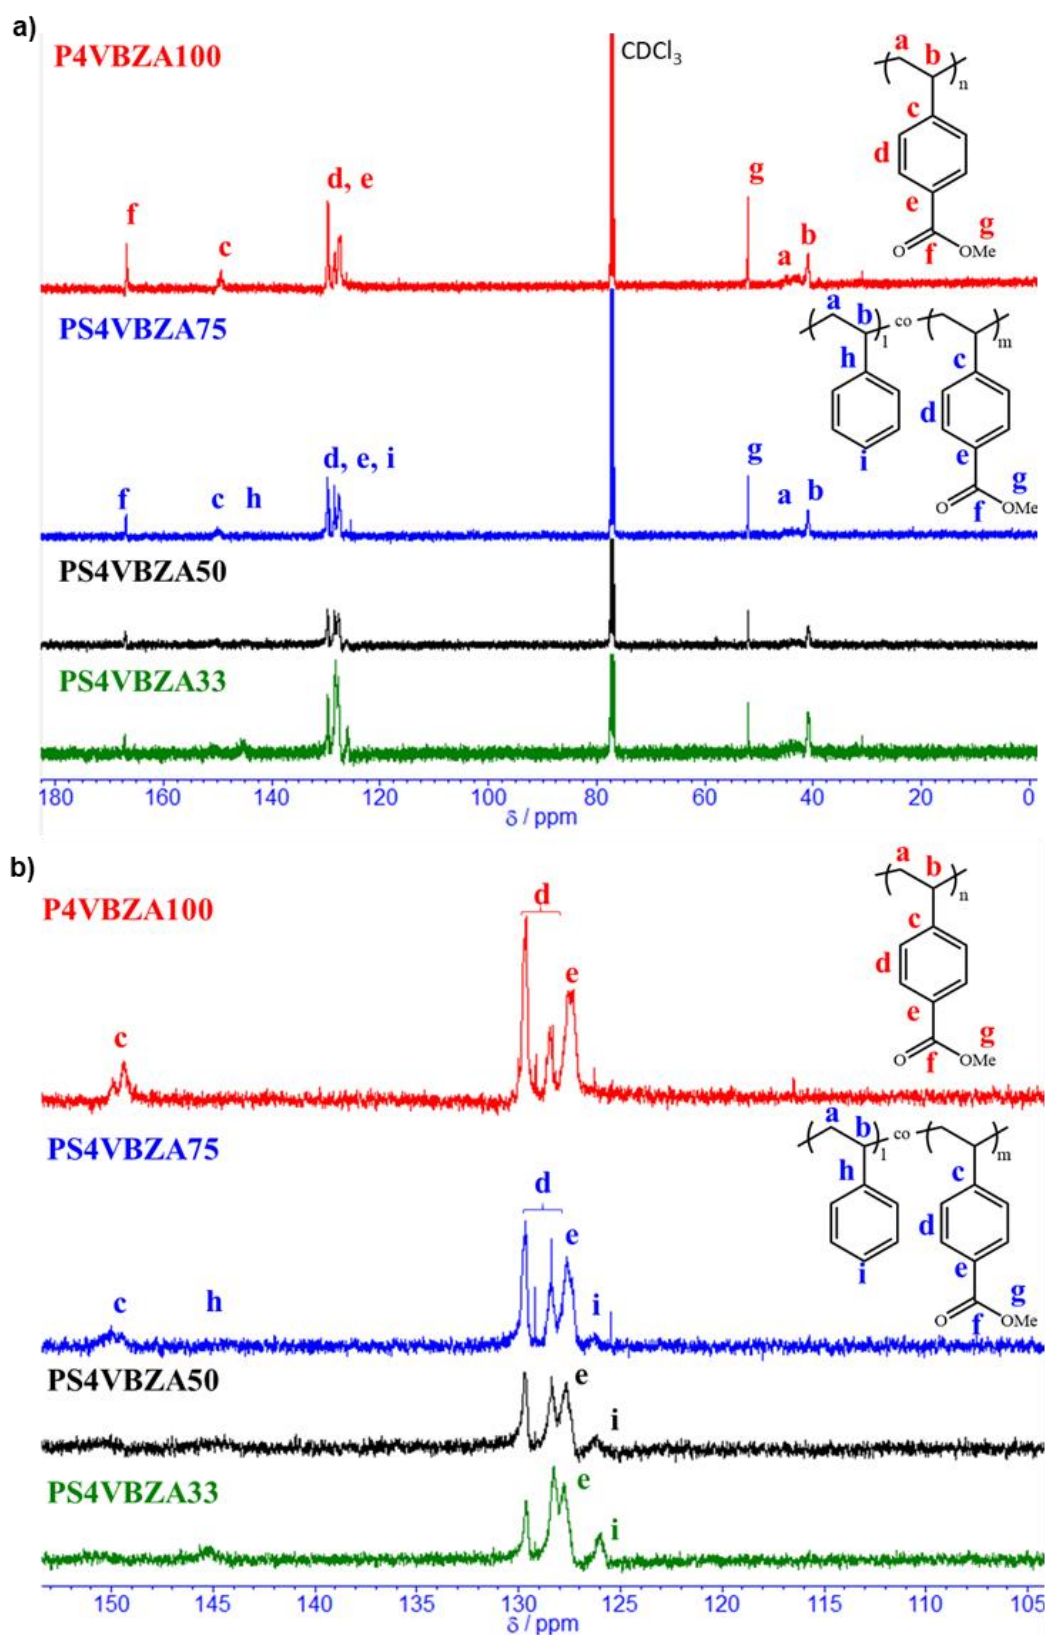 a)
P4VBZA100
CDCl₃
a b
n
c
d
e
g
f
O OMe
f
c
d, e
g
a b
PS4VBZA75
a b
l co m
h c
d
i e
g
f
O OMe
f
c h
d, e, i
g
a b
PS4VBZA50
PS4VBZA33
180 160 140 120 100 80 60 40 20 0
δ / ppm
b)
P4VBZA100
a b
n
c
d
e
g
f
O OMe
c
d
e
PS4VBZA75
a b
l co m
h c
d
i e
g
f
O OMe
c h
d
e
i
PS4VBZA50
e
i
PS4VBZA33
e
i
150 145 140 135 130 125 120 115 110 105
δ / ppm